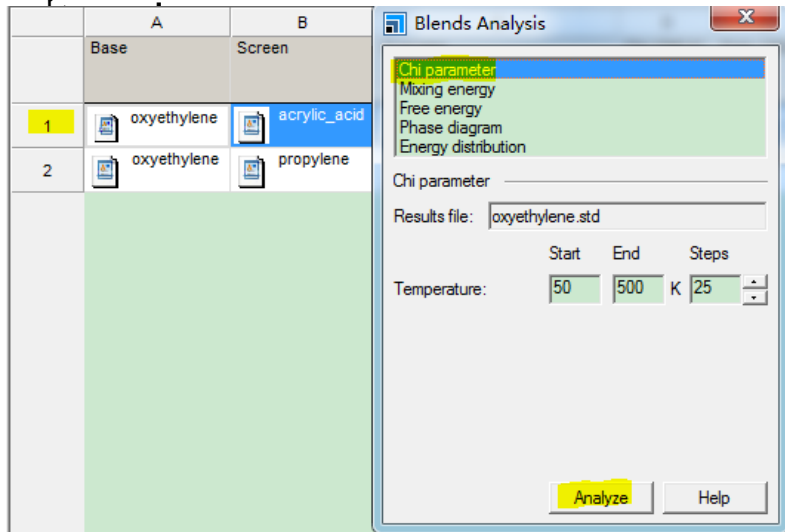 A B
Base Screen
1 oxyethylene acrylic_acid
2 oxyethylene propylene
Blends Analysis
Chi parameter
Mixing energy
Free energy
Phase diagram
Energy distribution
Chi parameter
Results file: oxyethylene.std
Start End Steps
Temperature: 50 500 K 25
Analyze Help